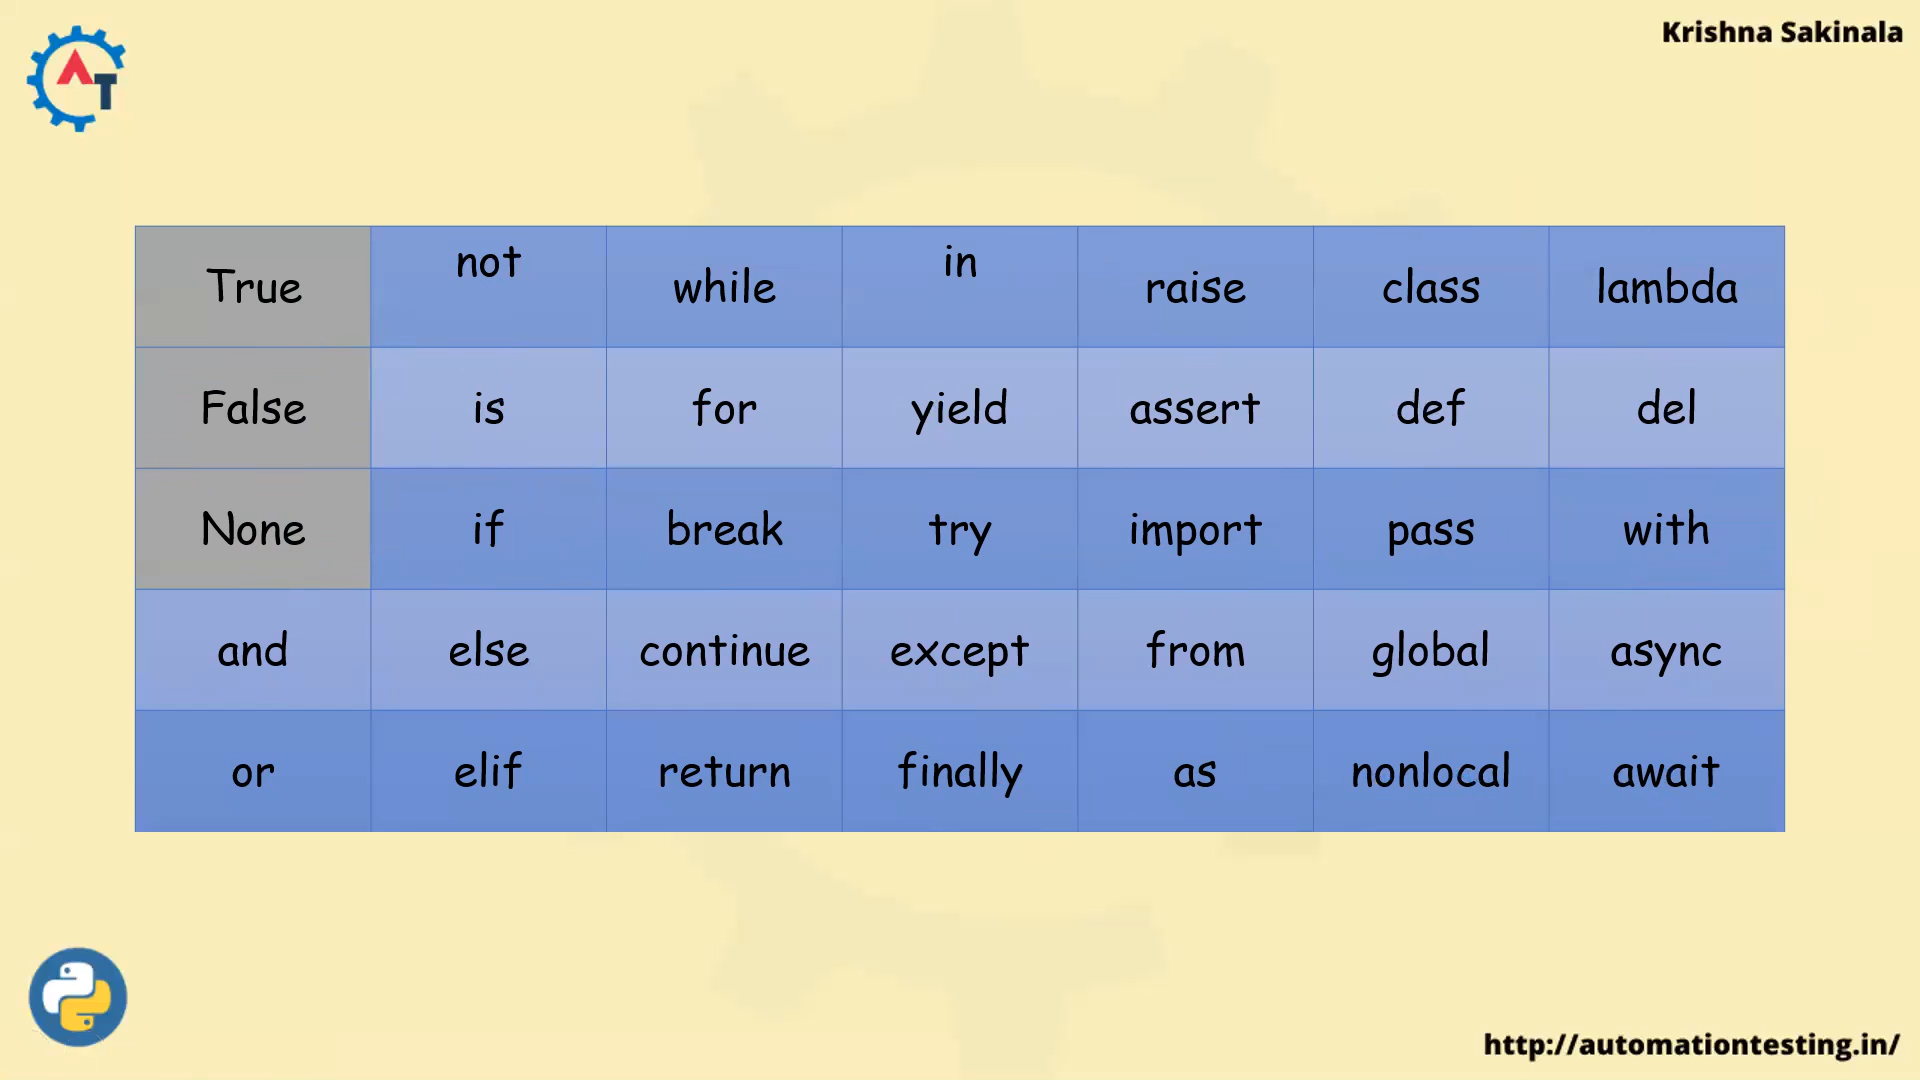 Krishna Sakinala
AT
True not while in raise class lambda
False is for yield assert def del
None if break try import pass with
and else continue except from global async
or elif return finally as nonlocal await
http://automationtesting.in/